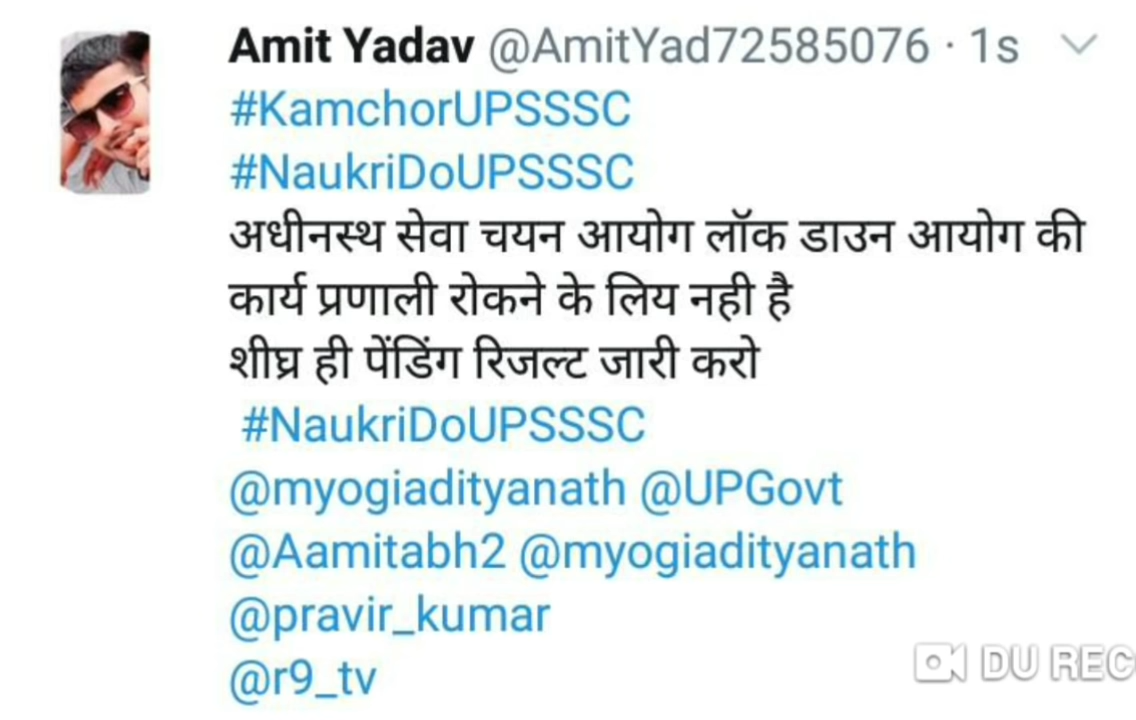 Amit Yadav @AmitYad72585076 · 1s
#KamchorUPSSSC
#NaukriDoUPSSSC
अधीनस्थ सेवा चयन आयोग लॉक डाउन आयोग की
कार्य प्रणाली रोकने के लिय नही है
शीघ्र ही पेंडिंग रिजल्ट जारी करो
#NaukriDoUPSSSC
@myogiadityanath @UPGovt
@Aamitabh2 @myogiadityanath
@pravir_kumar
@r9_tv
DU REC